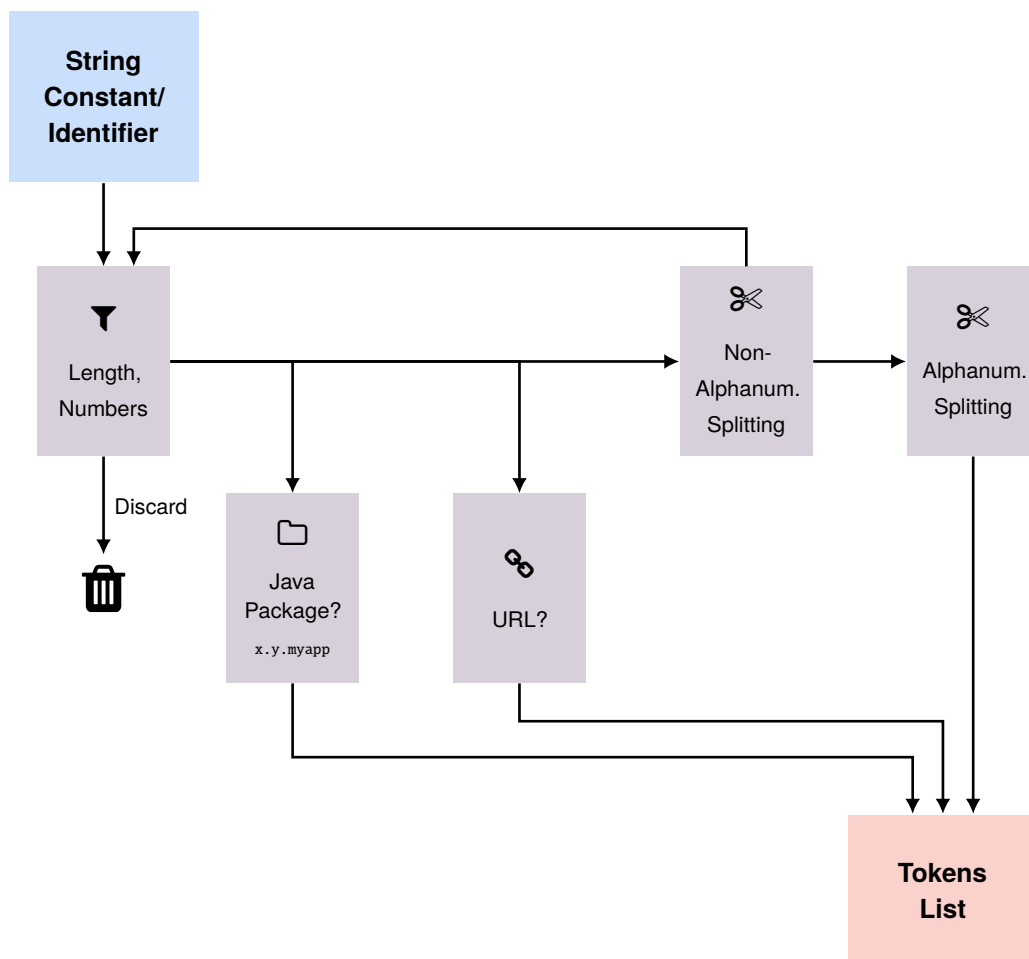 String
Constant/
Identifier
Length,
Numbers
Non-
Alphanum.
Splitting
Alphanum.
Splitting
Discard
Java
Package?
x.y.myapp
URL?
Tokens
List